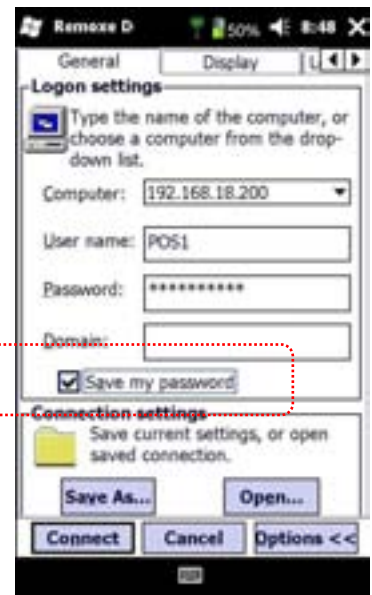 Remoxe D 50% 8:48 X
General Display L
Logon settings
Type the name of the computer, or
choose a computer from the drop-
down list.
Computer: 192.168.18.200
User name: POS1
Password: **********
Domain:
Save my password
Connection settings
Save current settings, or open
saved connection.
Save As... Open...
Connect Cancel Options <<